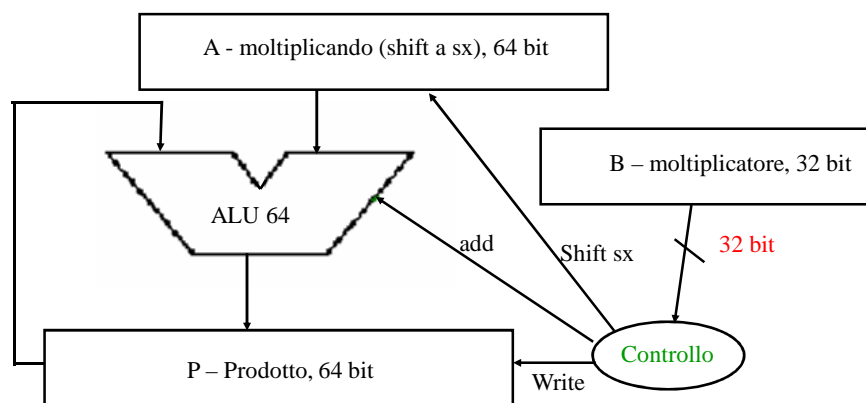 A - moltiplicando (shift a sx), 64 bit
B – moltiplicatore, 32 bit
ALU 64
add
Shift sx
32 bit
Controllo
P – Prodotto, 64 bit
Write